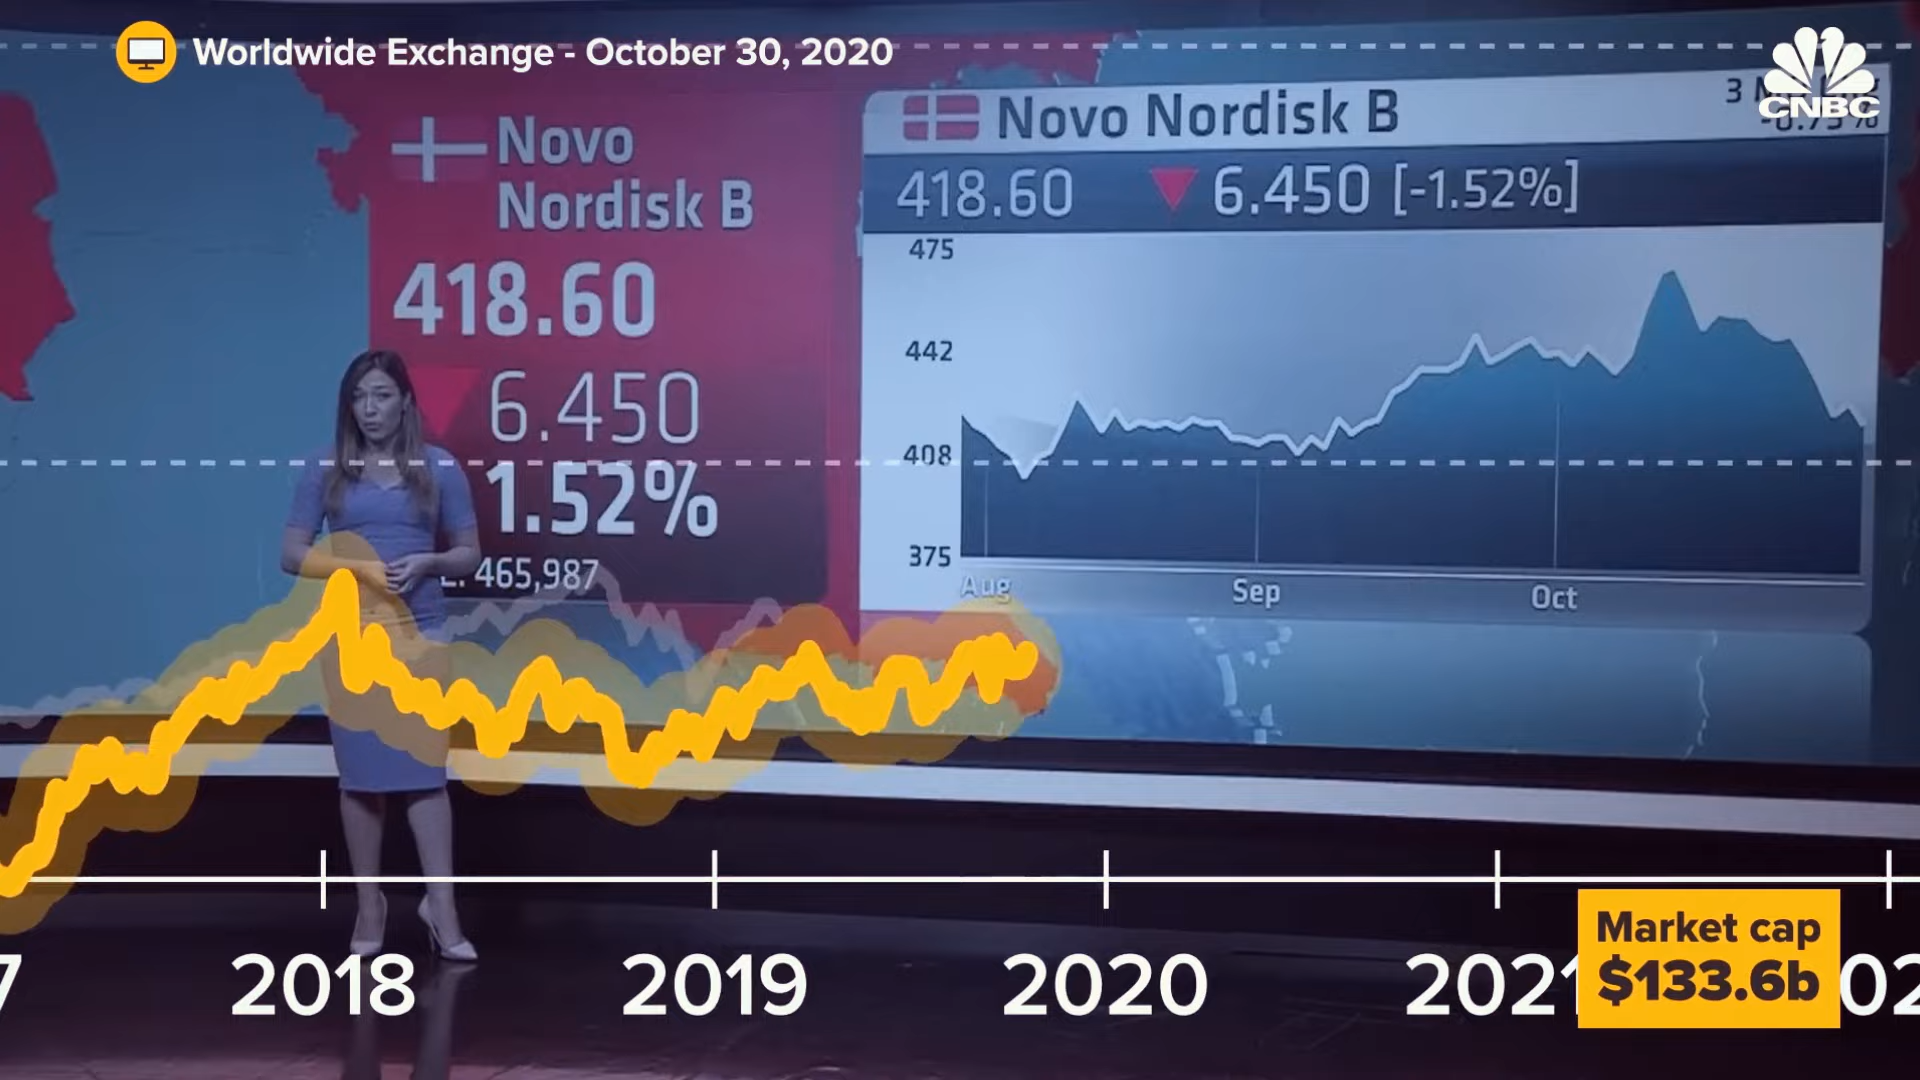 Worldwide Exchange - October 30, 2020
CNBC
Novo
Nordisk B
418.60
6.450
1.52%
465,987
Novo Nordisk B
3
418.60 6.450 [-1.52%]
475
442
408
375
Aug Sep Oct
2018 2019 2020 2021
Market cap
$133.6b